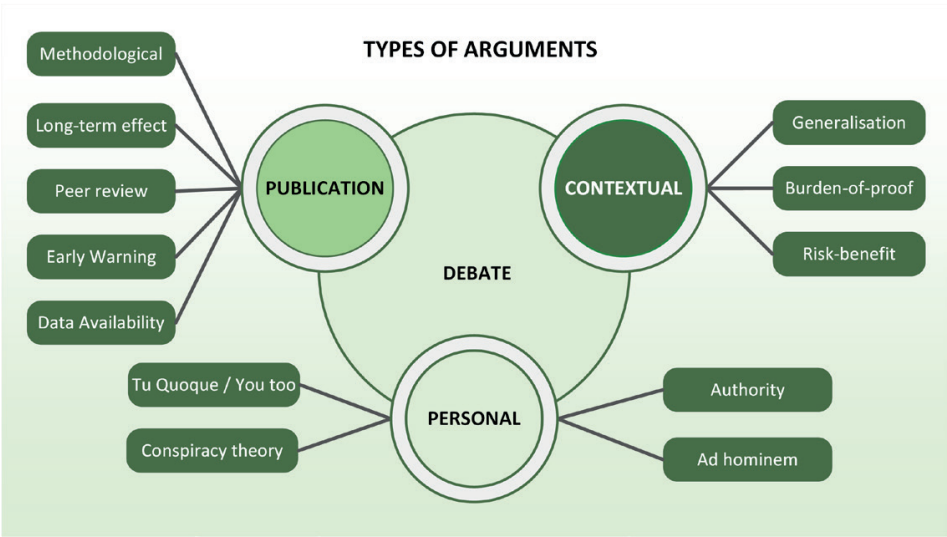 TYPES OF ARGUMENTS
Methodological
Long-term effect
Peer review
Early Warning
Data Availability
PUBLICATION
CONTEXTUAL
Generalisation
Burden-of-proof
Risk-benefit
DEBATE
Tu Quoque / You too
Conspiracy theory
PERSONAL
Authority
Ad hominem